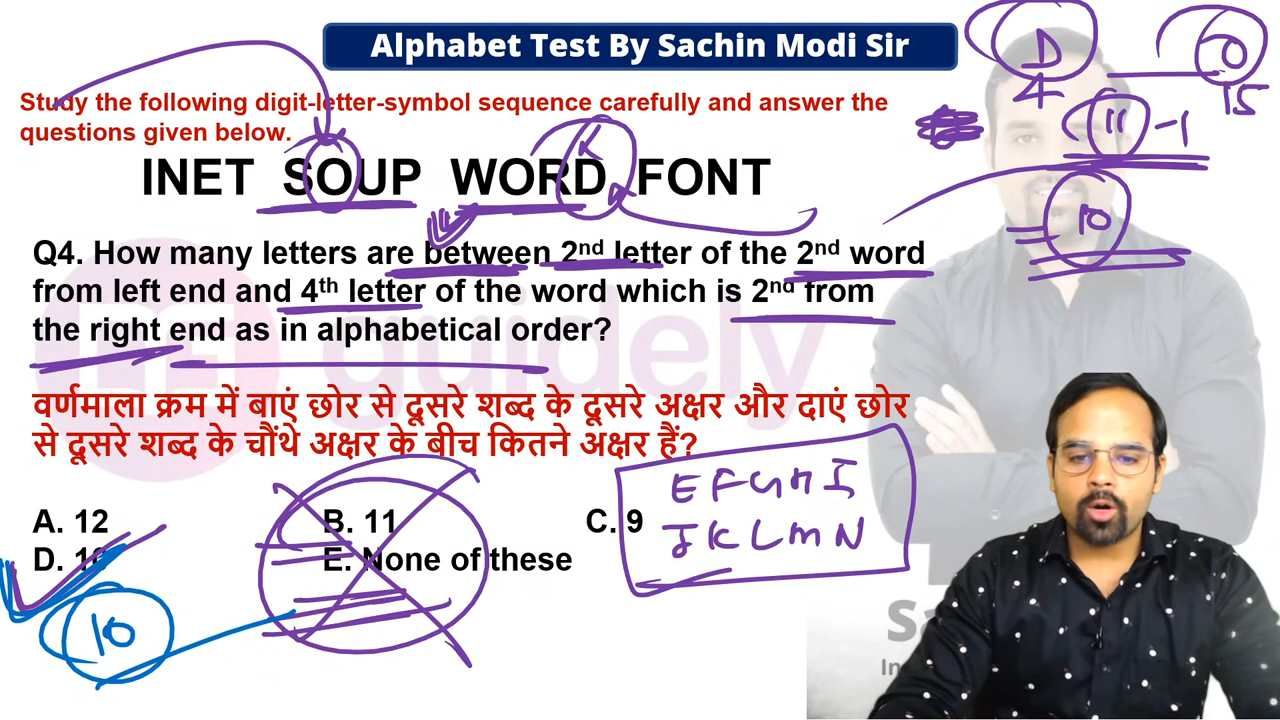 Alphabet Test By Sachin Modi Sir
D O
4 15
11 -1
10
Study the following digit-letter-symbol sequence carefully and answer the
questions given below.
INET SOUP WORD FONT
Q4. How many letters are between 2nd letter of the 2nd word
from left end and 4th letter of the word which is 2nd from
the right end as in alphabetical order?
guidely
वर्णमाला क्रम में बाएं छोर से दूसरे शब्द के दूसरे अक्षर और दाएं छोर
से दूसरे शब्द के चौंथे अक्षर के बीच कितने अक्षर हैं?
E F G H I
J K L M N
A. 12 B. 11 C. 9
D. 10 E. None of these
10
Sa
In